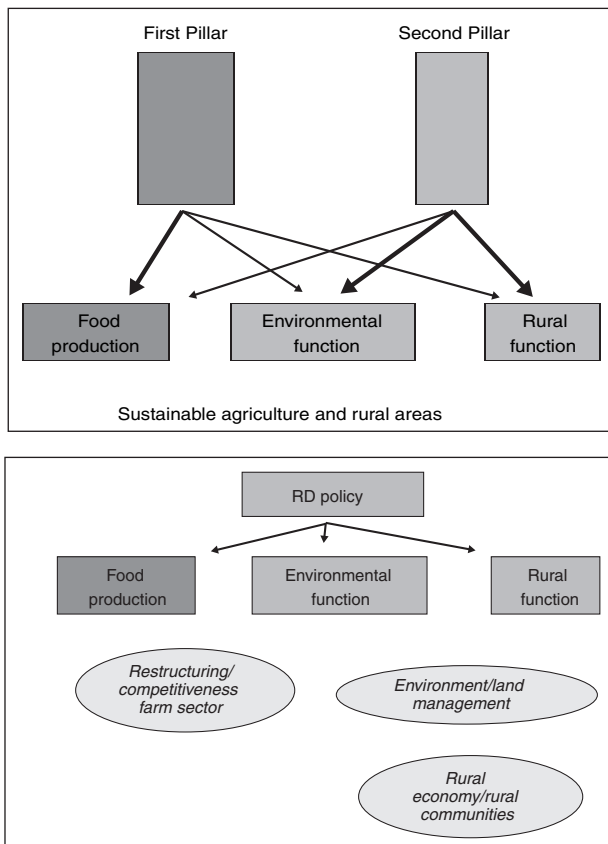 First Pillar
Second Pillar
Food
production
Environmental
function
Rural
function
Sustainable agriculture and rural areas
RD policy
Food
production
Environmental
function
Rural
function
Restructuring/
competitiveness
farm sector
Environment/land
management
Rural
economy/rural
communities